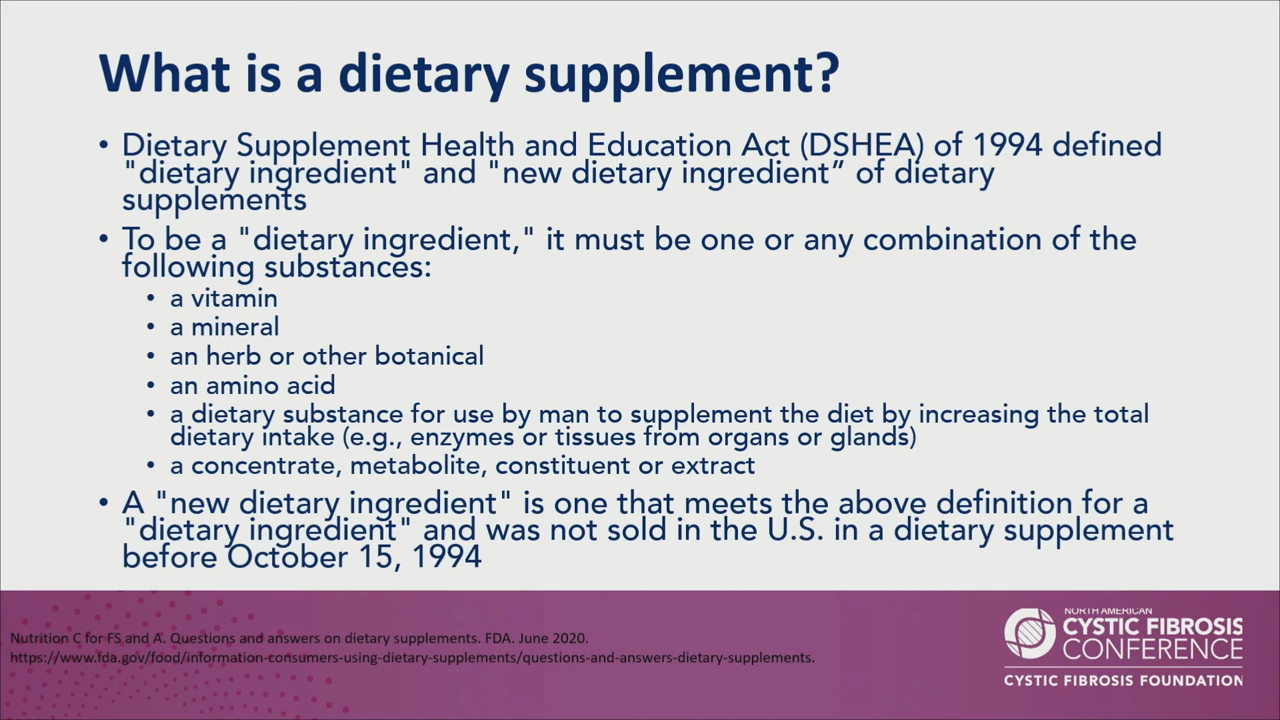 What is a dietary supplement?
• Dietary Supplement Health and Education Act (DSHEA) of 1994 defined
"dietary ingredient" and "new dietary ingredient” of dietary
supplements
• To be a "dietary ingredient," it must be one or any combination of the
following substances:
• a vitamin
• a mineral
• an herb or other botanical
• an amino acid
• a dietary substance for use by man to supplement the diet by increasing the total
dietary intake (e.g., enzymes or tissues from organs or glands)
• a concentrate, metabolite, constituent or extract
• A "new dietary ingredient" is one that meets the above definition for a
"dietary ingredient" and was not sold in the U.S. in a dietary supplement
before October 15, 1994
Nutrition C for FS and A. Questions and answers on dietary supplements. FDA. June 2020.
https://www.fda.gov/food/information-consumers-using-dietary-supplements/questions-and-answers-dietary-supplements.
NORTH AMERICAN
CYSTIC FIBROSIS
CONFERENCE
CYSTIC FIBROSIS FOUNDATION